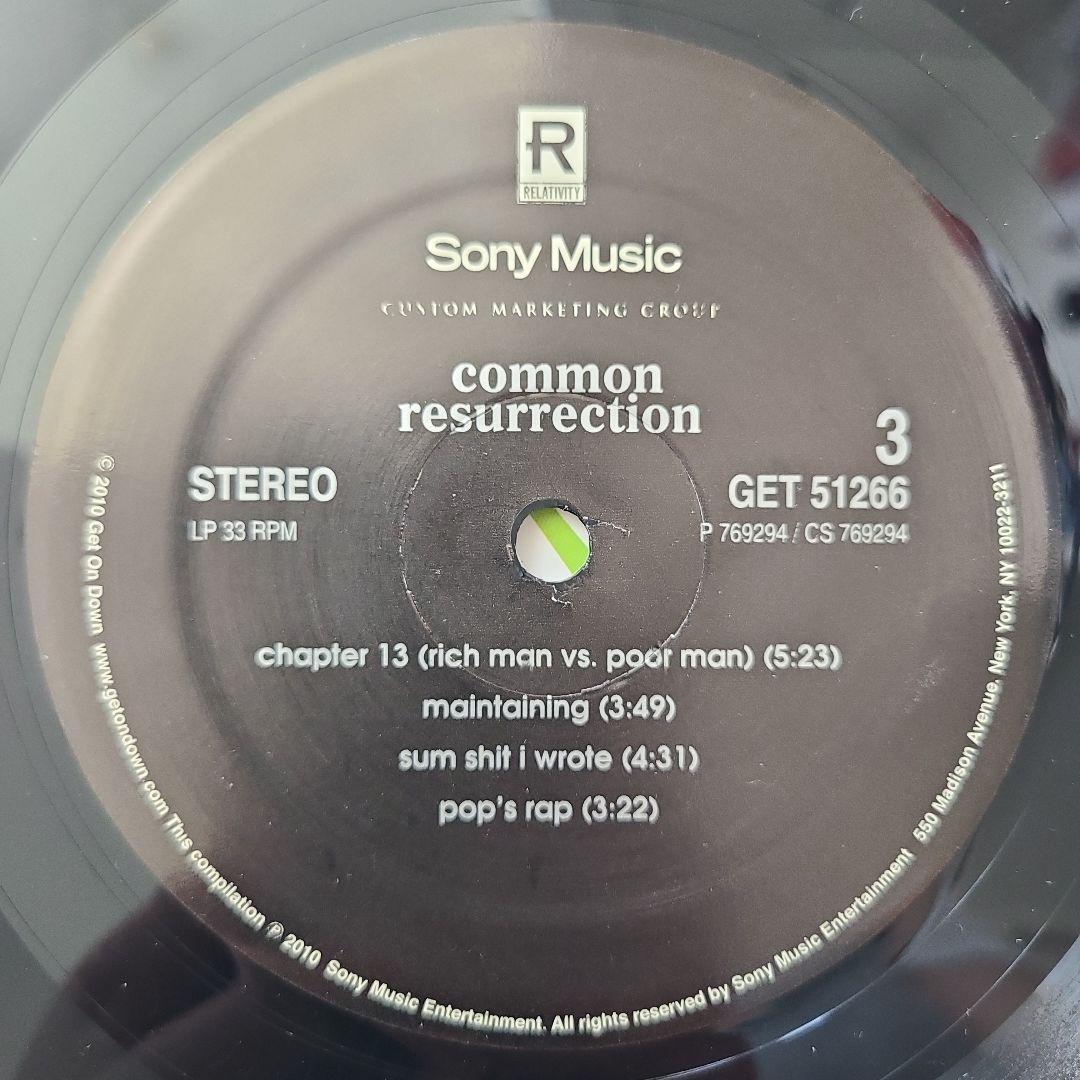 R
RELATIVITY
Sony Music
CUSTOM MARKETING GROUP
common
resurrection
3
STEREO
GET 51266
LP 33 RPM
P 769294 / CS 769294
chapter 13 (rich man vs. poor man) (5:23)
maintaining (3:49)
sum shit i wrote (4:31)
pop's rap (3:22)
© 2010 Get On Down www.getondown.com This compilation ℗ 2010 Sony Music Entertainment. All rights reserved by Sony Music Entertainment 550 Madison Avenue. New York, NY 10022-3211